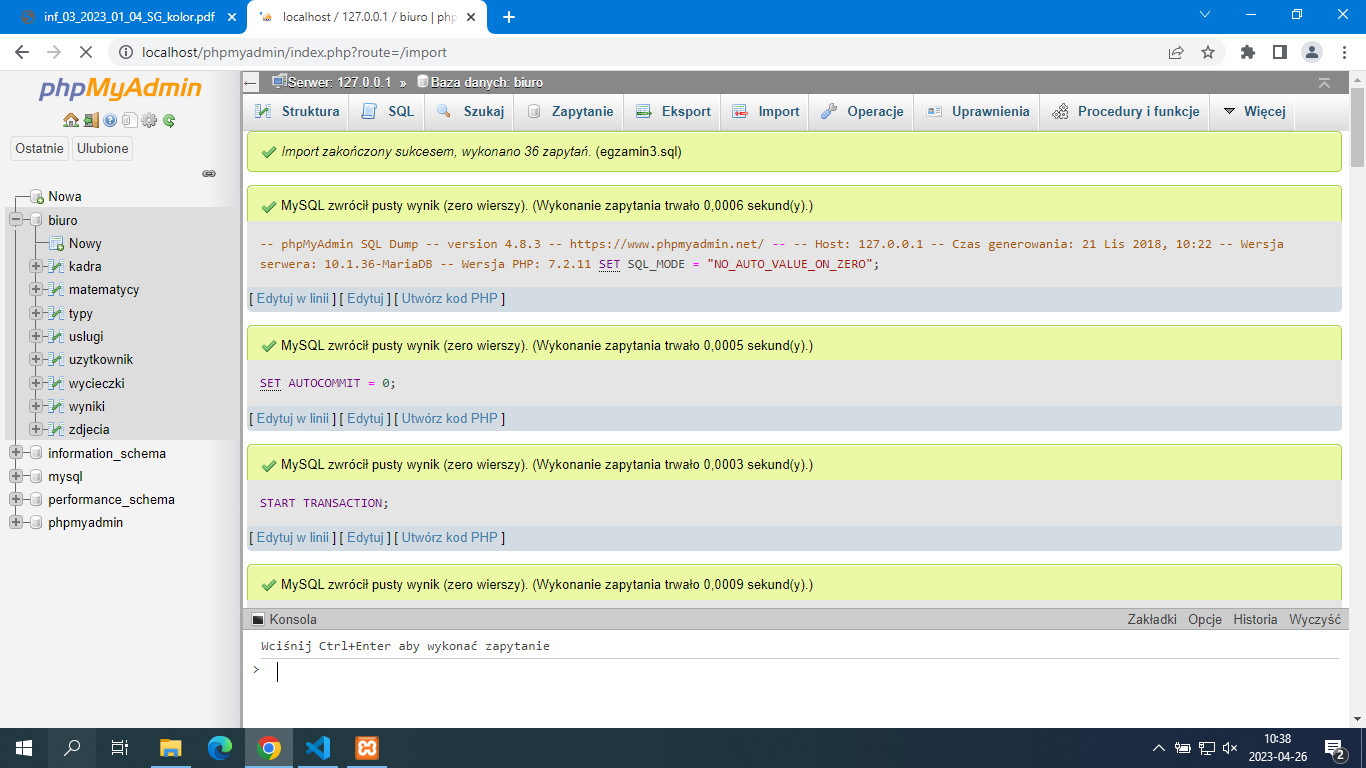 inf_03_2023_01_04_SG_kolor.pdf
localhost / 127.0.0.1 / biuro | php
localhost/phpmyadmin/index.php?route=/import
phpMyAdmin
Ostatnie Ulubione
Nowa
biuro
Nowy
kadra
matematycy
typy
uslugi
uzytkownik
wycieczki
wyniki
zdjecia
information_schema
mysql
performance_schema
phpmyadmin
Serwer: 127.0.0.1 » Baza danych: biuro
Struktura SQL Szukaj Zapytanie Eksport Import Operacje Uprawnienia Procedury i funkcje Więcej
Import zakończony sukcesem, wykonano 36 zapytań. (egzamin3.sql)
MySQL zwrócił pusty wynik (zero wierszy). (Wykonanie zapytania trwało 0,0006 sekund(y).)
-- phpMyAdmin SQL Dump -- version 4.8.3 -- https://www.phpmyadmin.net/ -- -- Host: 127.0.0.1 -- Czas generowania: 21 Lis 2018, 10:22 -- Wersja
serwera: 10.1.36-MariaDB -- Wersja PHP: 7.2.11 SET SQL_MODE = "NO_AUTO_VALUE_ON_ZERO";
[ Edytuj w linii ] [ Edytuj ] [ Utwórz kod PHP ]
MySQL zwrócił pusty wynik (zero wierszy). (Wykonanie zapytania trwało 0,0005 sekund(y).)
SET AUTOCOMMIT = 0;
[ Edytuj w linii ] [ Edytuj ] [ Utwórz kod PHP ]
MySQL zwrócił pusty wynik (zero wierszy). (Wykonanie zapytania trwało 0,0003 sekund(y).)
START TRANSACTION;
[ Edytuj w linii ] [ Edytuj ] [ Utwórz kod PHP ]
MySQL zwrócił pusty wynik (zero wierszy). (Wykonanie zapytania trwało 0,0009 sekund(y).)
Konsola Zakładki Opcje Historia Wyczyść
Wciśnij Ctrl+Enter aby wykonać zapytanie
>
10:38
2023-04-26
2